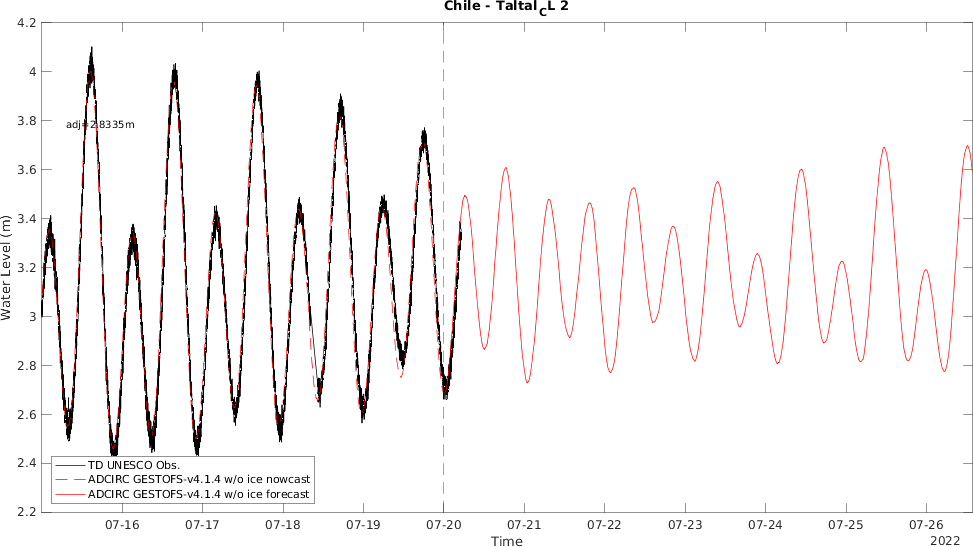 Chile - Taltal_CL 2
4.2
4
3.8
3.6
3.4
3.2
3
2.8
2.6
2.4
2.2
Water Level (m)
adj=2.8335m
TD UNESCO Obs.
ADCIRC GESTOFS-v4.1.4 w/o ice nowcast
ADCIRC GESTOFS-v4.1.4 w/o ice forecast
07-16 07-17 07-18 07-19 07-20 07-21 07-22 07-23 07-24 07-25 07-26
Time
2022